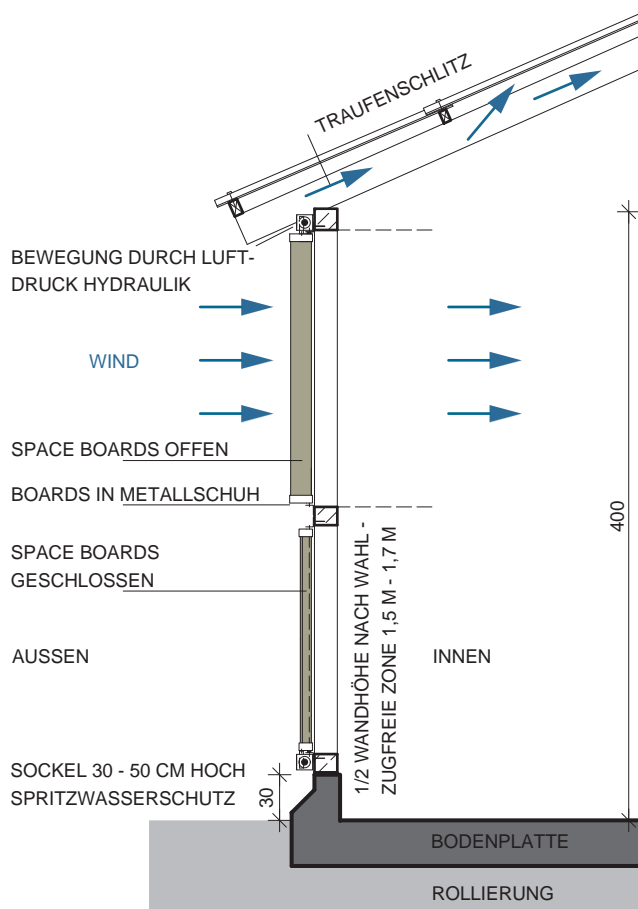 TRAUFENSCHLITZ
BEWEGUNG DURCH LUFT-
DRUCK HYDRAULIK
WIND
SPACE BOARDS OFFEN
BOARDS IN METALLSCHUH
SPACE BOARDS
GESCHLOSSEN
AUSSEN
INNEN
1/2 WANDHÖHE NACH WAHL -
ZUGFREIE ZONE 1,5 M - 1,7 M
400
SOCKEL 30 - 50 CM HOCH
SPRITZWASSERSCHUTZ
30
BODENPLATTE
ROLLIERUNG